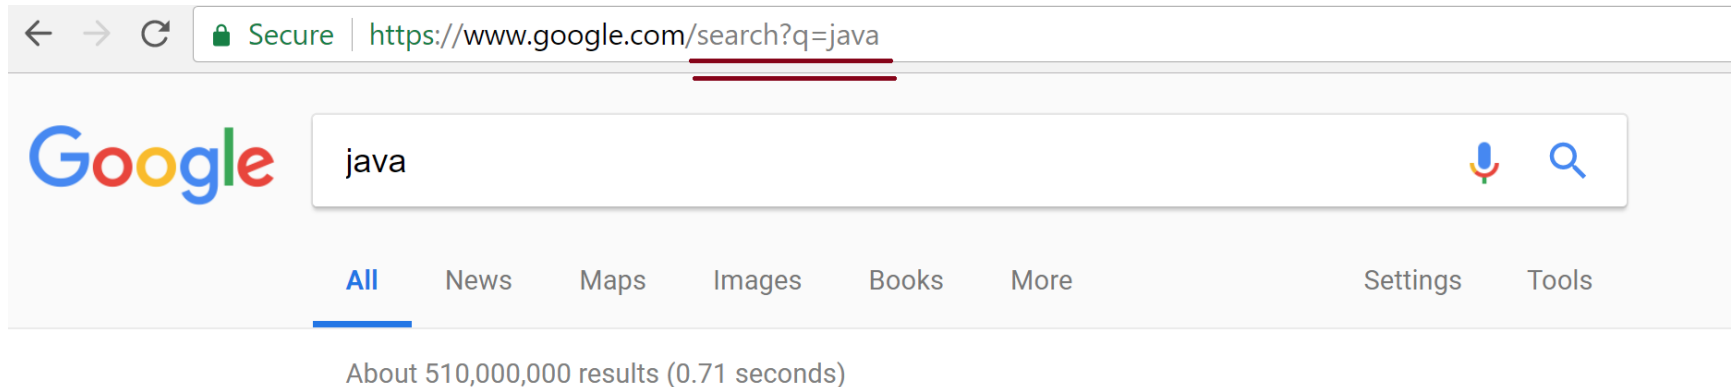 Secure https://www.google.com/search?q=java
Google java
All News Maps Images Books More Settings Tools
About 510,000,000 results (0.71 seconds)